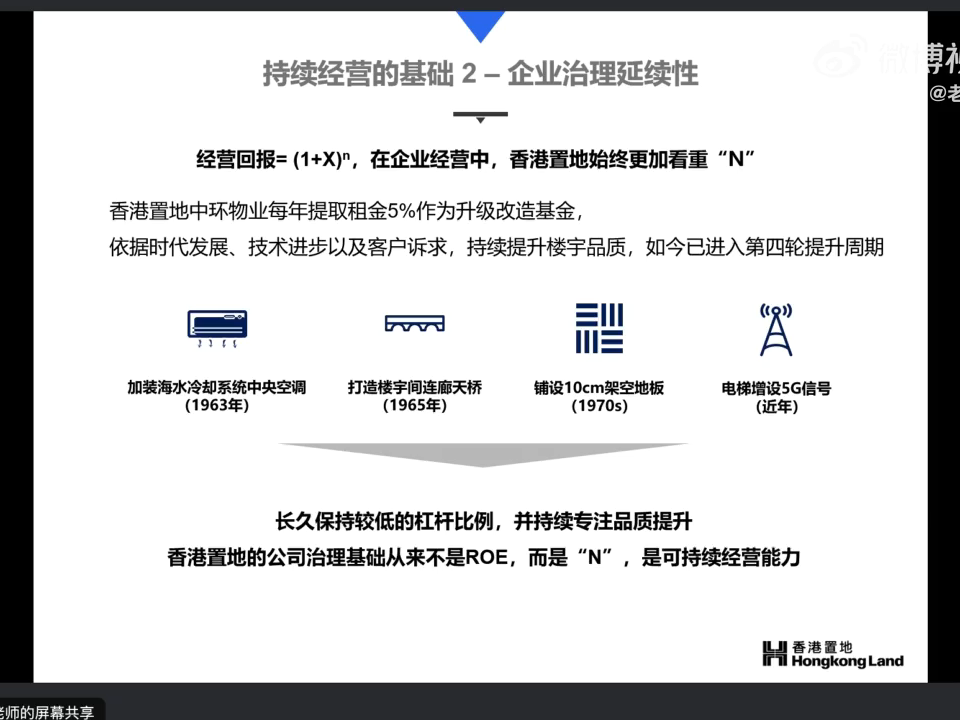 持续经营的基础 2 – 企业治理延续性
微博视
@老
经营回报= (1+X)ⁿ，在企业经营中，香港置地始终更加看重“N”
香港置地中环物业每年提取租金5%作为升级改造基金，
依据时代发展、技术进步以及客户诉求，持续提升楼宇品质，如今已进入第四轮提升周期
加装海水冷却系统中央空调
(1963年)
打造楼宇间连廊天桥
(1965年)
铺设10cm架空地板
(1970s)
电梯增设5G信号
(近年)
长久保持较低的杠杆比例，并持续专注品质提升
香港置地的公司治理基础从来不是ROE，而是“N”，是可持续经营能力
香港置地
Hongkong Land
老师的屏幕共享